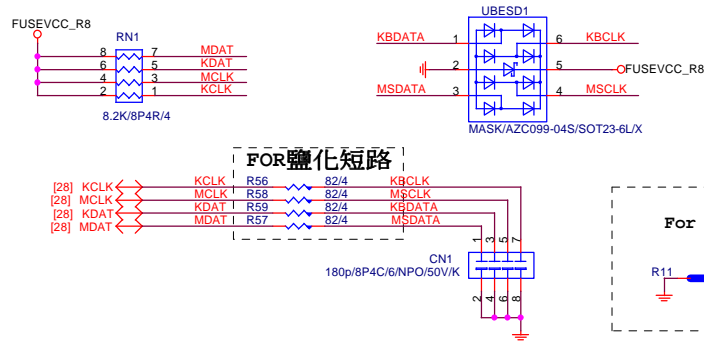 FUSEVCC_R8
RN1
8 7 MDAT
6 5 KDAT
4 3 MCLK
2 1 KCLK
8.2K/8P4R/4
UBESD1
KBDATA 1 6 KBCLK
2 5 FUSEVCC_R8
MSDATA 3 4 MSCLK
MASK/AZC099-04S/SOT23-6L/X
FOR鹽化短路
[28] KCLK KCLK R56 82/4 KBCLK
[28] MCLK MCLK R58 82/4 MSCLK
[28] KDAT KDAT R59 82/4 KBDATA
[28] MDAT MDAT R57 82/4 MSDATA
1 3 5 7
CN1
180p/8P4C/6/NPO/50V/K
2 4 6 8
For
R11